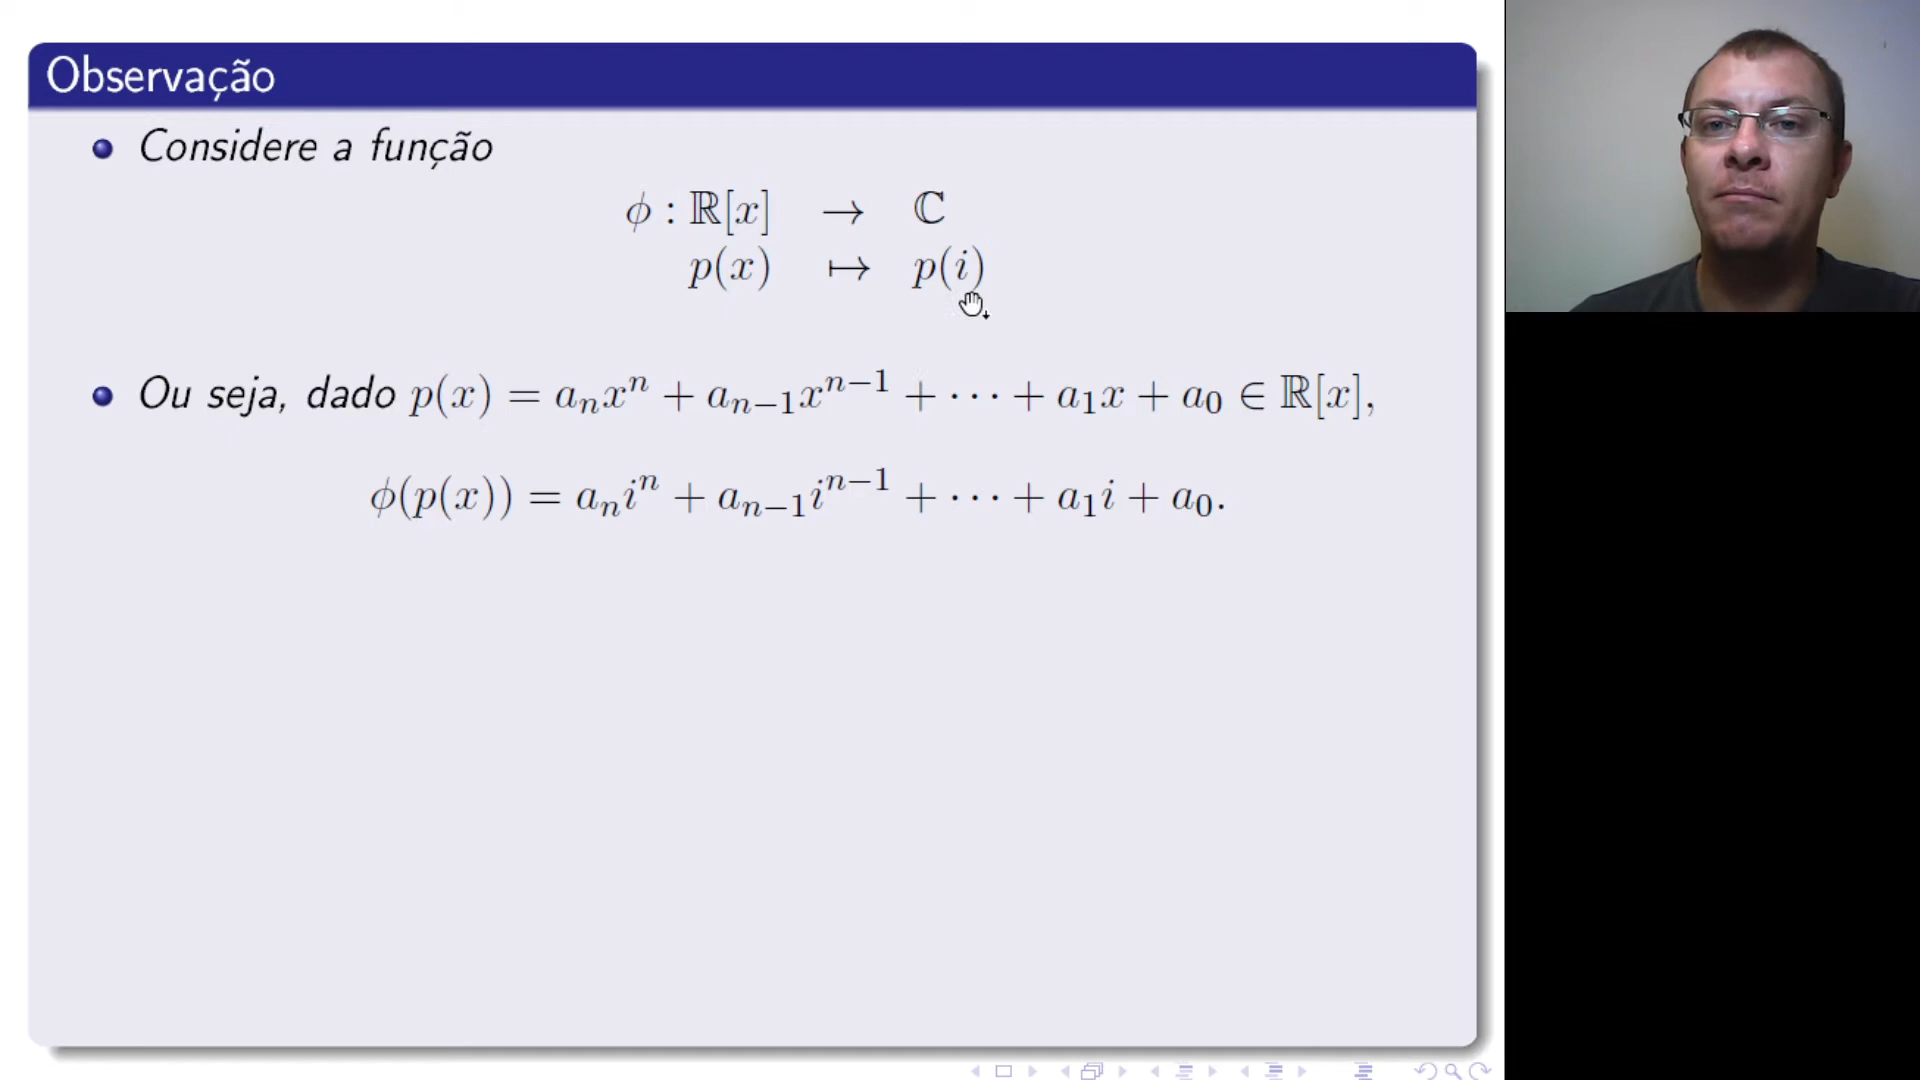 Observação
Considere a função
ϕ : ℝ[x] → ℂ
p(x) ↦ p(i)
Ou seja, dado p(x) = aₙxⁿ + aₙ₋₁xⁿ⁻¹ + ⋯ + a₁x + a₀ ∈ ℝ[x],
ϕ(p(x)) = aₙiⁿ + aₙ₋₁iⁿ⁻¹ + ⋯ + a₁i + a₀.